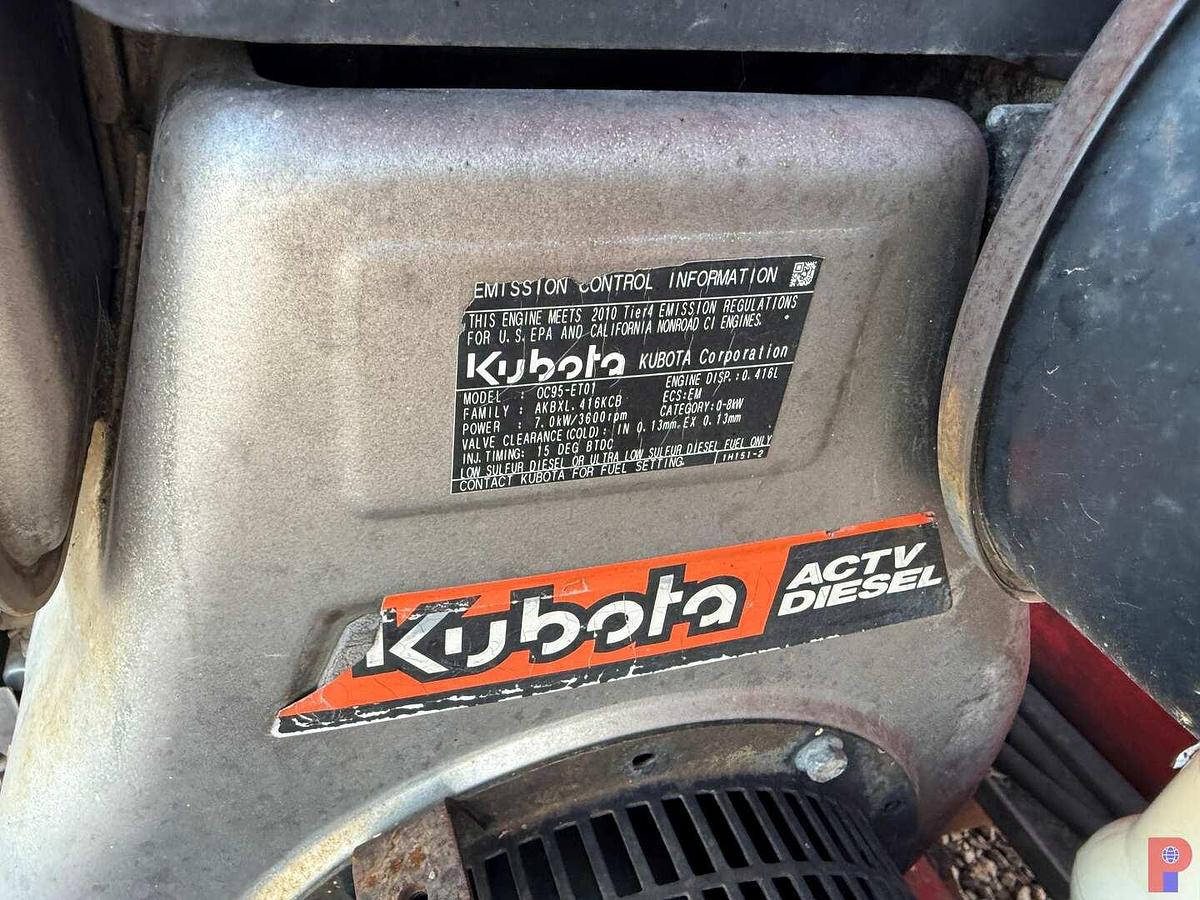 EMISSION CONTROL INFORMATION
THIS ENGINE MEETS 2010 Tier4 EMISSION REGULATIONS
FOR U.S. EPA AND CALIFORNIA NONROAD CI ENGINES.
Kubota KUBOTA Corporation
MODEL : OC95-ET01 ENGINE DISP.:0.416L
FAMILY : AKBXL.416KCB ECS:EM
POWER : 7.0kW/3600rpm CATEGORY:0-8kW
VALVE CLEARANCE(COLD): IN 0.13mm.EX 0.13mm
INJ.TIMING: 15 DEG BTDC
LOW SULFUR DIESEL OR ULTRA LOW SULFUR DIESEL FUEL ONLY
CONTACT KUBOTA FOR FUEL SETTING. 1H151-2
Kubota ACTV
DIESEL
P